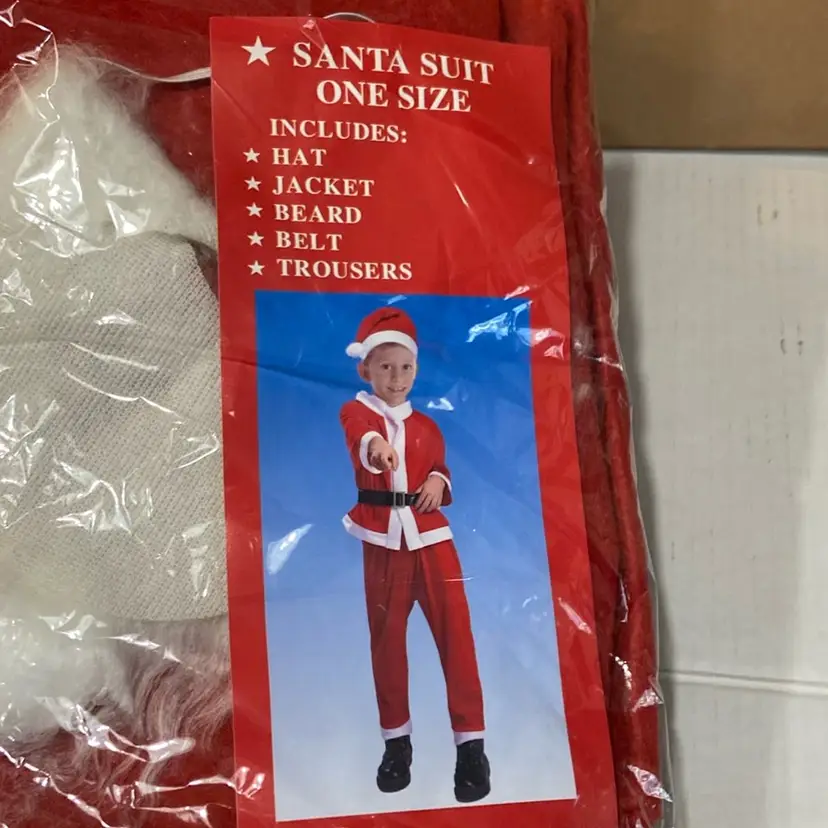 ★ SANTA SUIT
ONE SIZE
INCLUDES:
★ HAT
★ JACKET
★ BEARD
★ BELT
★ TROUSERS